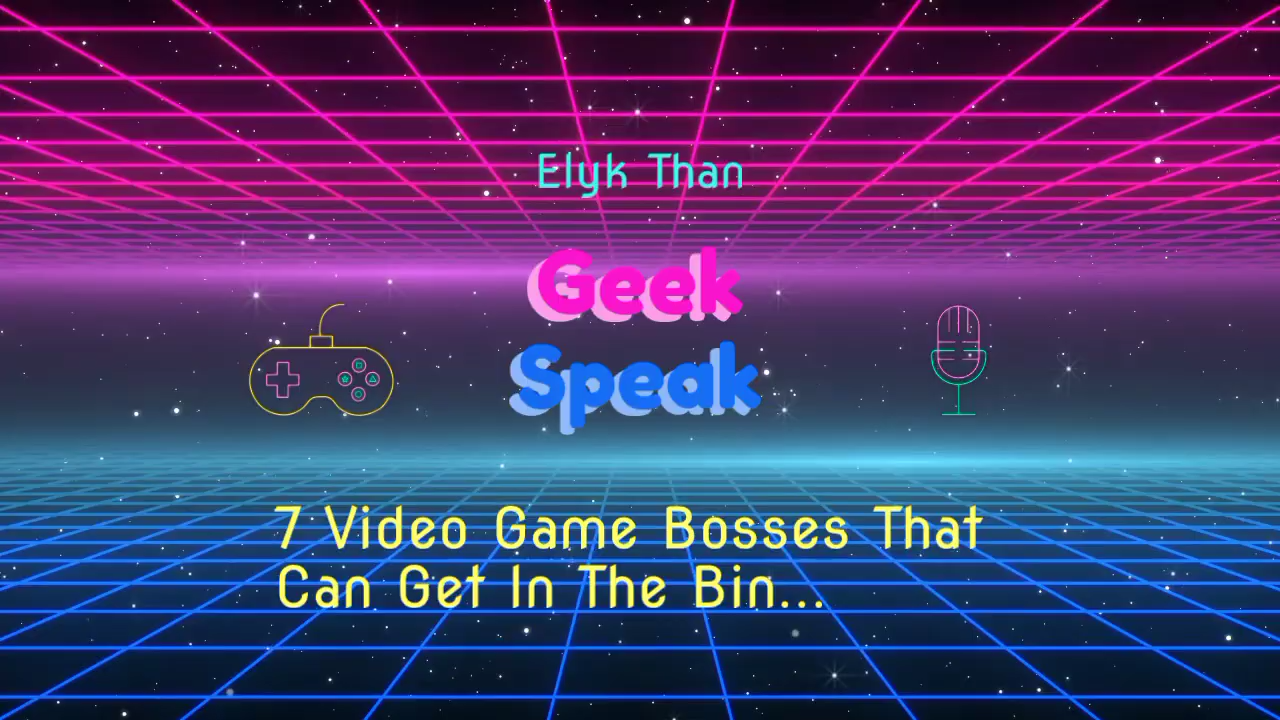 Elyk Than
Geek
Speak
7 Video Game Bosses That
Can Get In The Bin...